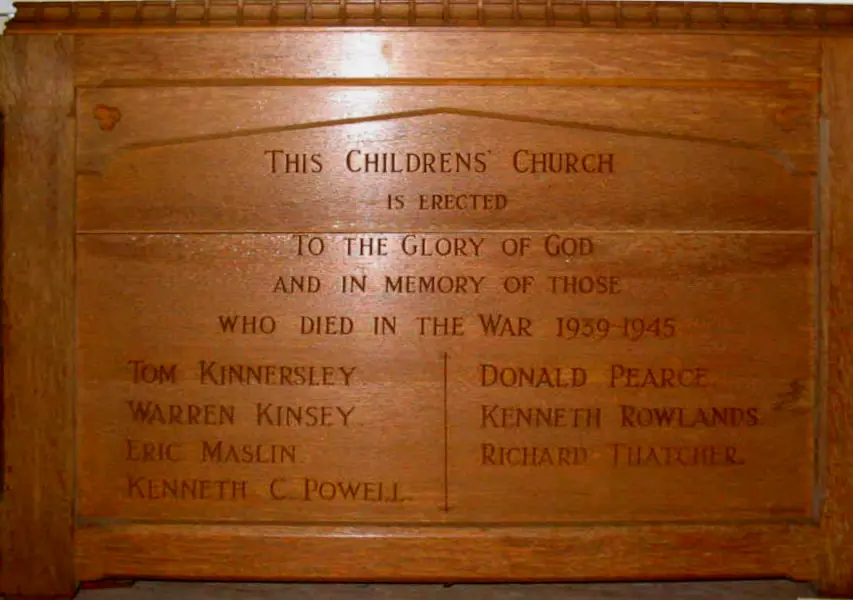 THIS CHILDRENS' CHURCH
IS ERECTED
TO THE GLORY OF GOD
AND IN MEMORY OF THOSE
WHO DIED IN THE WAR 1939-1945
TOM KINNERSLEY.
WARREN KINSEY.
ERIC MASLIN.
KENNETH C. POWELL.
DONALD PEARCE.
KENNETH ROWLANDS.
RICHARD THATCHER.